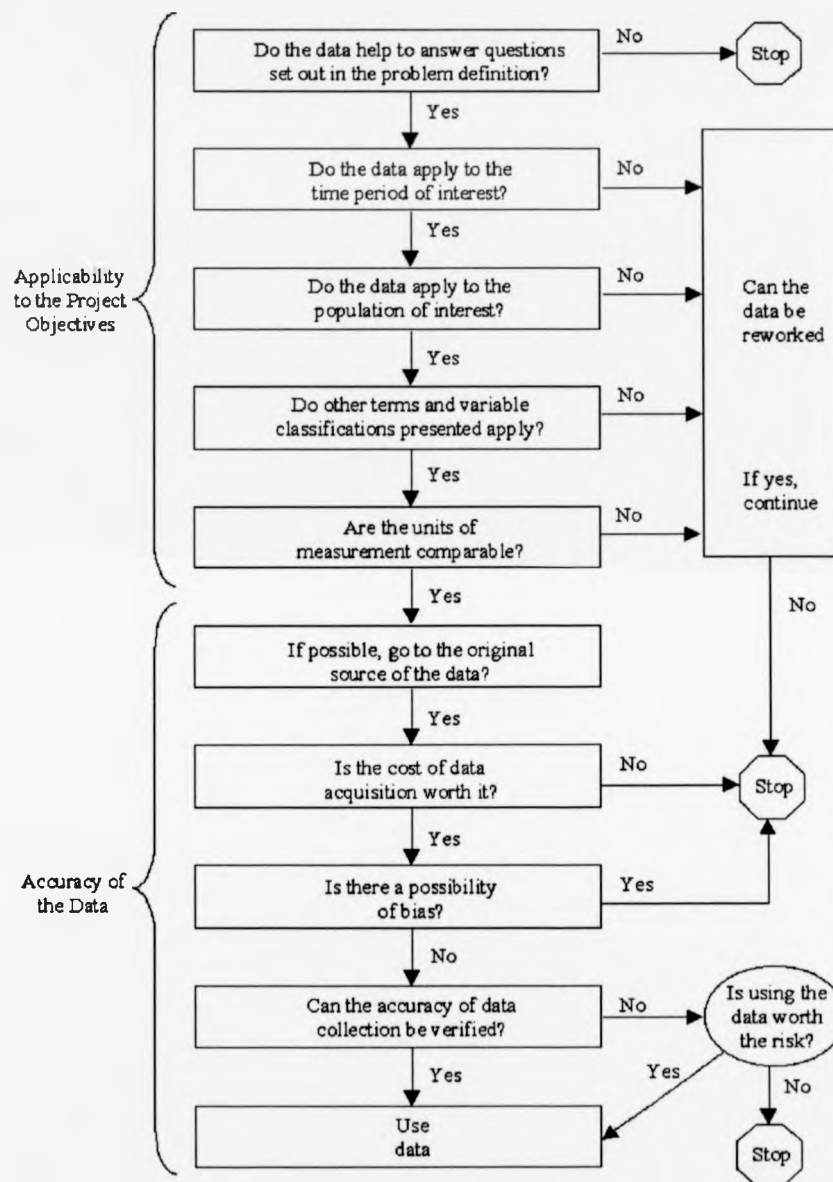 Do the data help to answer questions
set out in the problem definition?
No
Stop
Yes
Do the data apply to the
time period of interest?
No
Yes
Applicability
to the Project
Objectives
Do the data apply to the
population of interest?
No
Can the
data be
reworked
Yes
Do other terms and variable
classifications presented apply?
No
If yes,
continue
Yes
Are the units of
measurement comparable?
No
Yes
No
If possible, go to the original
source of the data?
Yes
Is the cost of data
acquisition worth it?
No
Stop
Yes
Accuracy of
the Data
Is there a possibility
of bias?
Yes
No
Can the accuracy of data
collection be verified?
No
Is using the
data worth
the risk?
Yes
Yes
No
Use
data
Stop